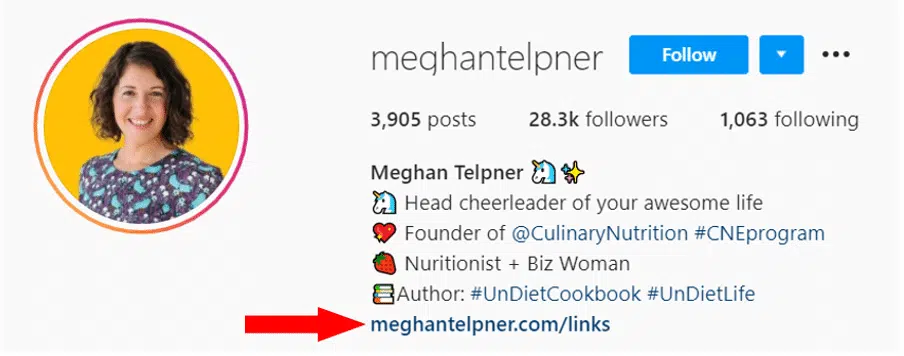 meghantelpner Follow •••
3,905 posts 28.3k followers 1,063 following
Meghan Telpner 🦄✨
🦄 Head cheerleader of your awesome life
💖 Founder of @CulinaryNutrition #CNEprogram
🍓 Nuritionist + Biz Woman
📚Author: #UnDietCookbook #UnDietLife
meghantelpner.com/links